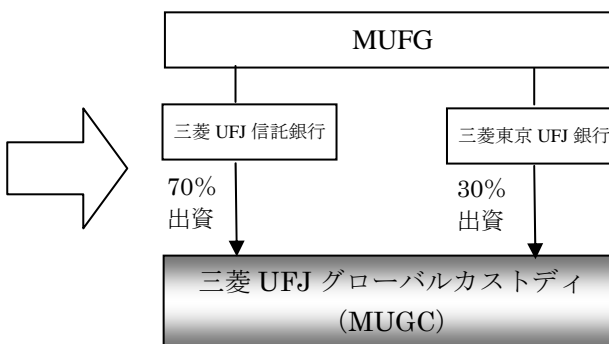 MUFG
三菱 UFJ 信託銀行
三菱東京 UFJ 銀行
70%
出資
30%
出資
三菱 UFJ グローバルカストディ
(MUGC)